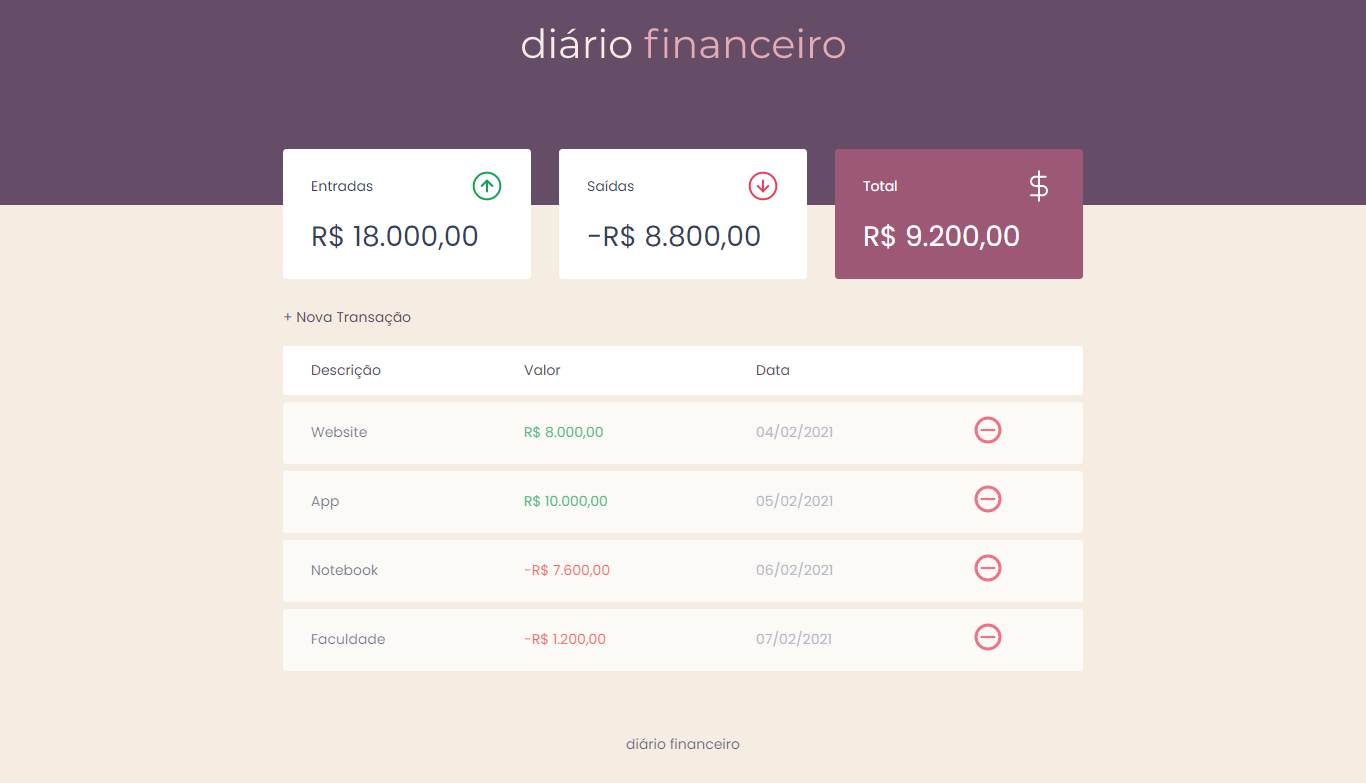 diário financeiro
Entradas
R$ 18.000,00
Saídas
-R$ 8.800,00
Total
R$ 9.200,00
+ Nova Transação
Descrição Valor Data
Website R$ 8.000,00 04/02/2021
App R$ 10.000,00 05/02/2021
Notebook -R$ 7.600,00 06/02/2021
Faculdade -R$ 1.200,00 07/02/2021
diário financeiro